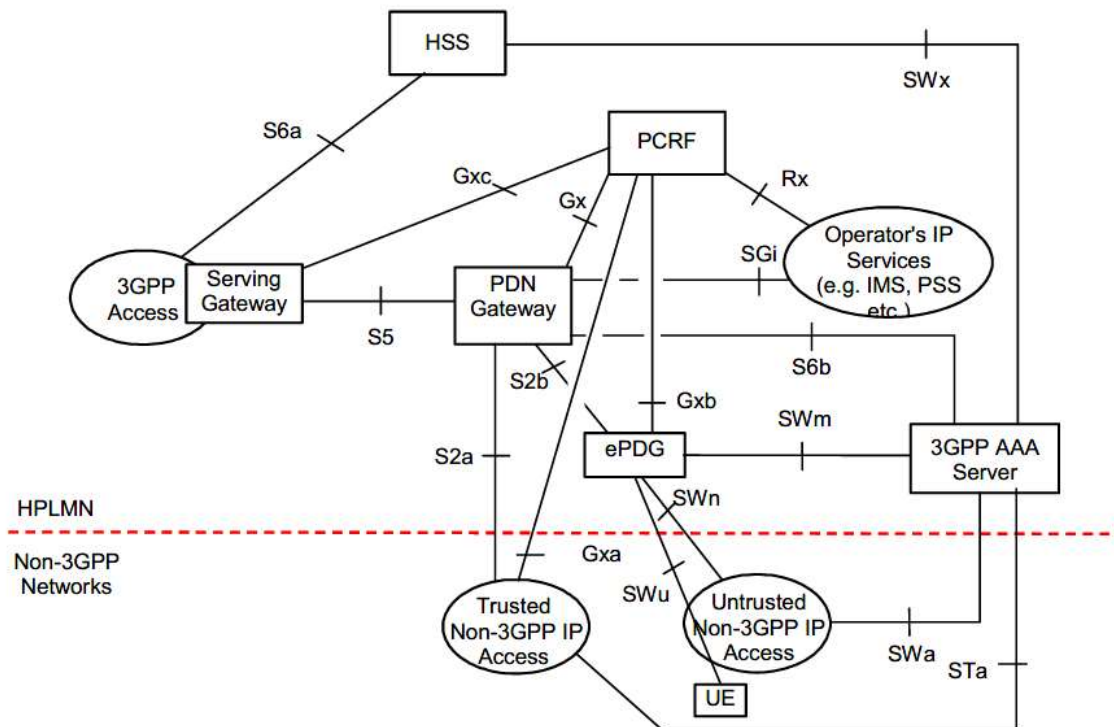 HSS
SWx
S6a
PCRF
Gxc
Gx
Rx
Operator's IP
Services
(e.g. IMS, PSS
etc.)
SGi
3GPP
Access
Serving
Gateway
PDN
Gateway
S5
S6b
S2b
Gxb
SWm
S2a
ePDG
3GPP AAA
Server
SWn
HPLMN
Non-3GPP
Networks
Gxa
SWu
Trusted
Non-3GPP IP
Access
Untrusted
Non-3GPP IP
Access
SWa
STa
UE